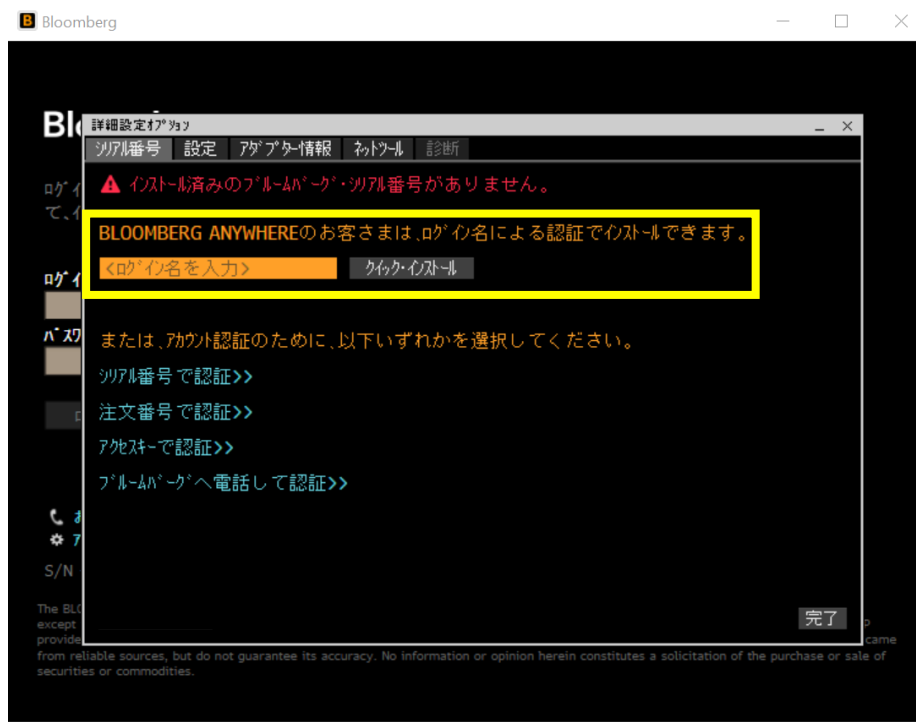 Bloomberg
詳細設定ｵﾌﾟｼｮﾝ
ｼﾘｱﾙ番号 設定 ｱﾀﾞﾌﾟﾀｰ情報 ﾈｯﾄﾂｰﾙ 診断
ｲﾝｽﾄｰﾙ済みのﾌﾞﾙｰﾑﾊﾞｰｸﾞ・ｼﾘｱﾙ番号がありません。
BLOOMBERG ANYWHEREのお客さまは､ﾛｸﾞｲﾝ名による認証でｲﾝｽﾄｰﾙできます。
<ﾛｸﾞｲﾝ名を入力> ｸｲｯｸ・ｲﾝｽﾄｰﾙ
または､ｱｶｳﾝﾄ認証のために､以下いずれかを選択してください。
ｼﾘｱﾙ番号で認証>>
注文番号で認証>>
ｱｸｾｽｷｰで認証>>
ﾌﾞﾙｰﾑﾊﾞｰｸﾞへ電話して認証>>
完了
S/N
The
except
provide came
from reliable sources, but do not guarantee its accuracy. No information or opinion herein constitutes a solicitation of the purchase or sale of
securities or commodities.